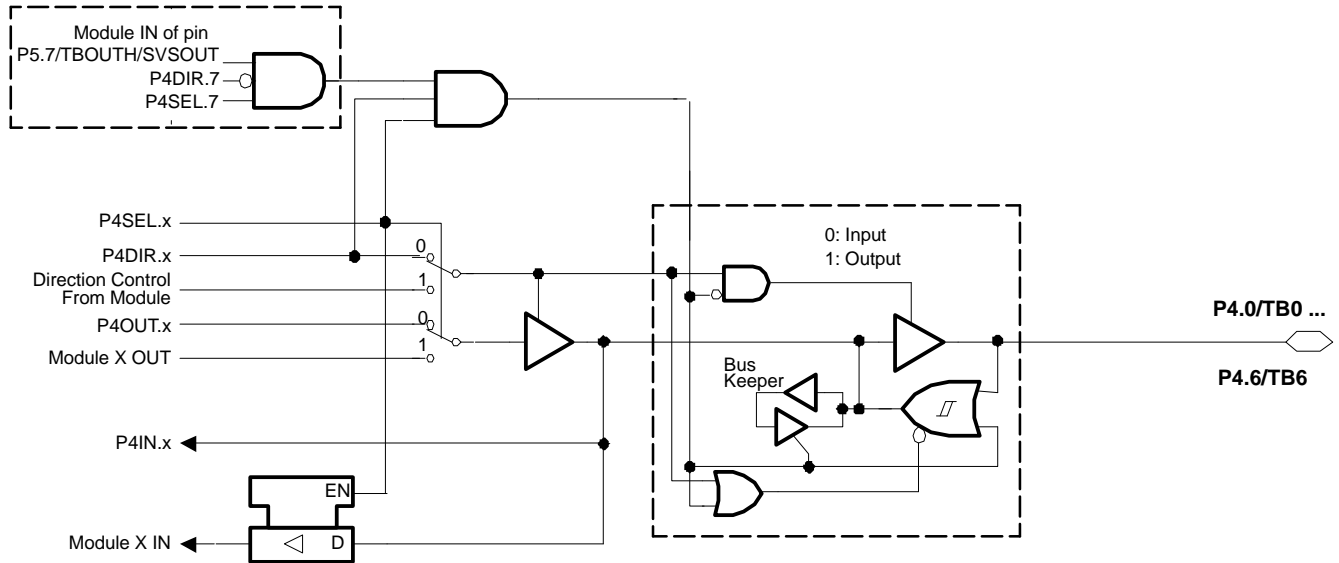 Module IN of pin
P5.7/TBOUTH/SVSOUT
P4DIR.7
P4SEL.7
P4SEL.x
P4DIR.x
0
Direction Control
From Module
1
P4OUT.x
0
Module X OUT
1
0: Input
1: Output
P4.0/TB0 ...
P4.6/TB6
Bus
Keeper
P4IN.x
EN
Module X IN
D